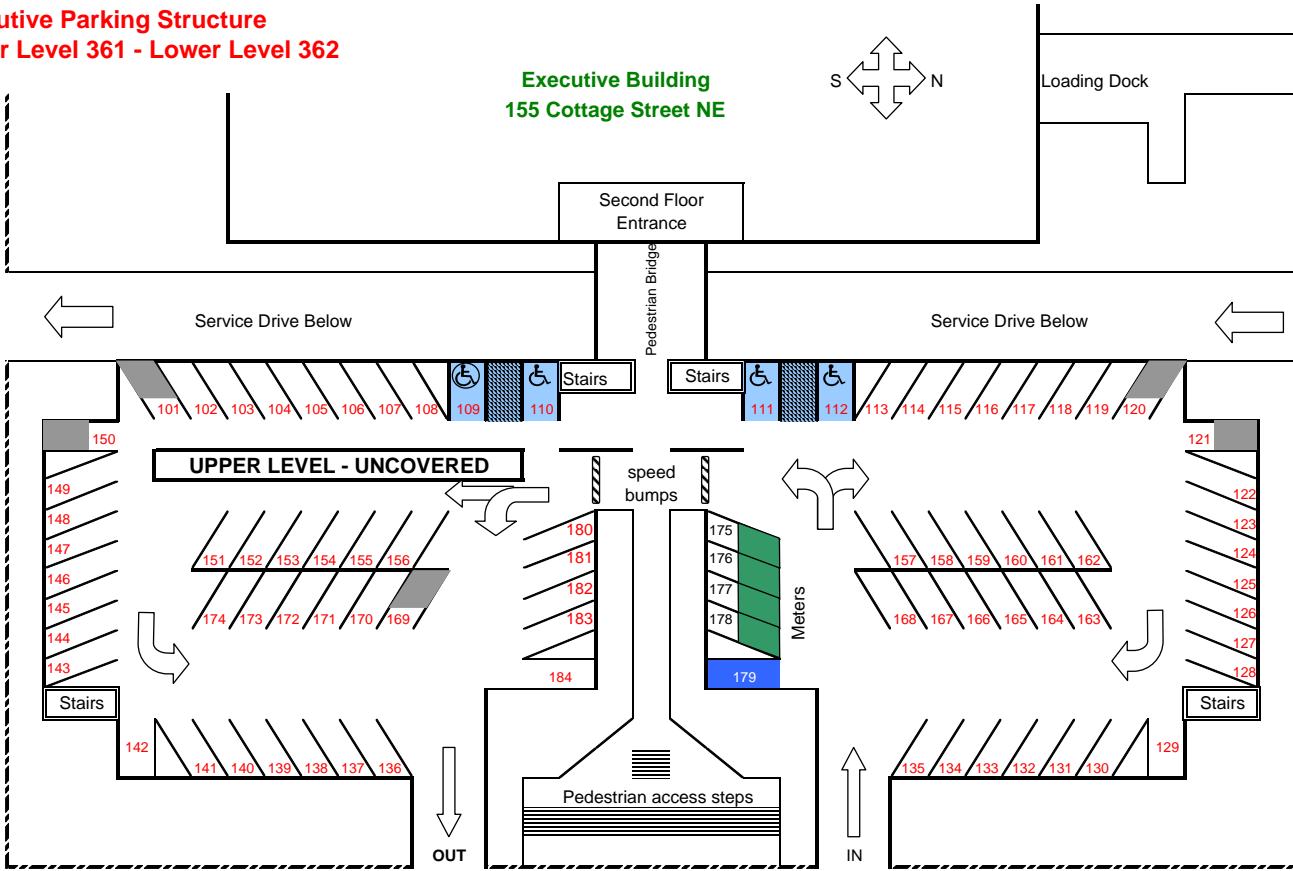 utive Parking Structure
r Level 361 - Lower Level 362
Executive Building
155 Cottage Street NE
S
N
Loading Dock
Second Floor
Entrance
Pedestrian Bridge
Service Drive Below
Service Drive Below
Stairs
Stairs
101 102 103 104 105 106 107 108 109 110
111 112 113 114 115 116 117 118 119 120
150
121
UPPER LEVEL - UNCOVERED
speed
bumps
149
148
147
146
145
144
143
122
123
124
125
126
127
128
151 152 153 154 155 156
174 173 172 171 170 169
180
181
182
183
184
175
176
177
178
179
Meters
157 158 159 160 161 162
168 167 166 165 164 163
Stairs
Stairs
142
141 140 139 138 137 136
135 134 133 132 131 130
129
Pedestrian access steps
OUT
IN